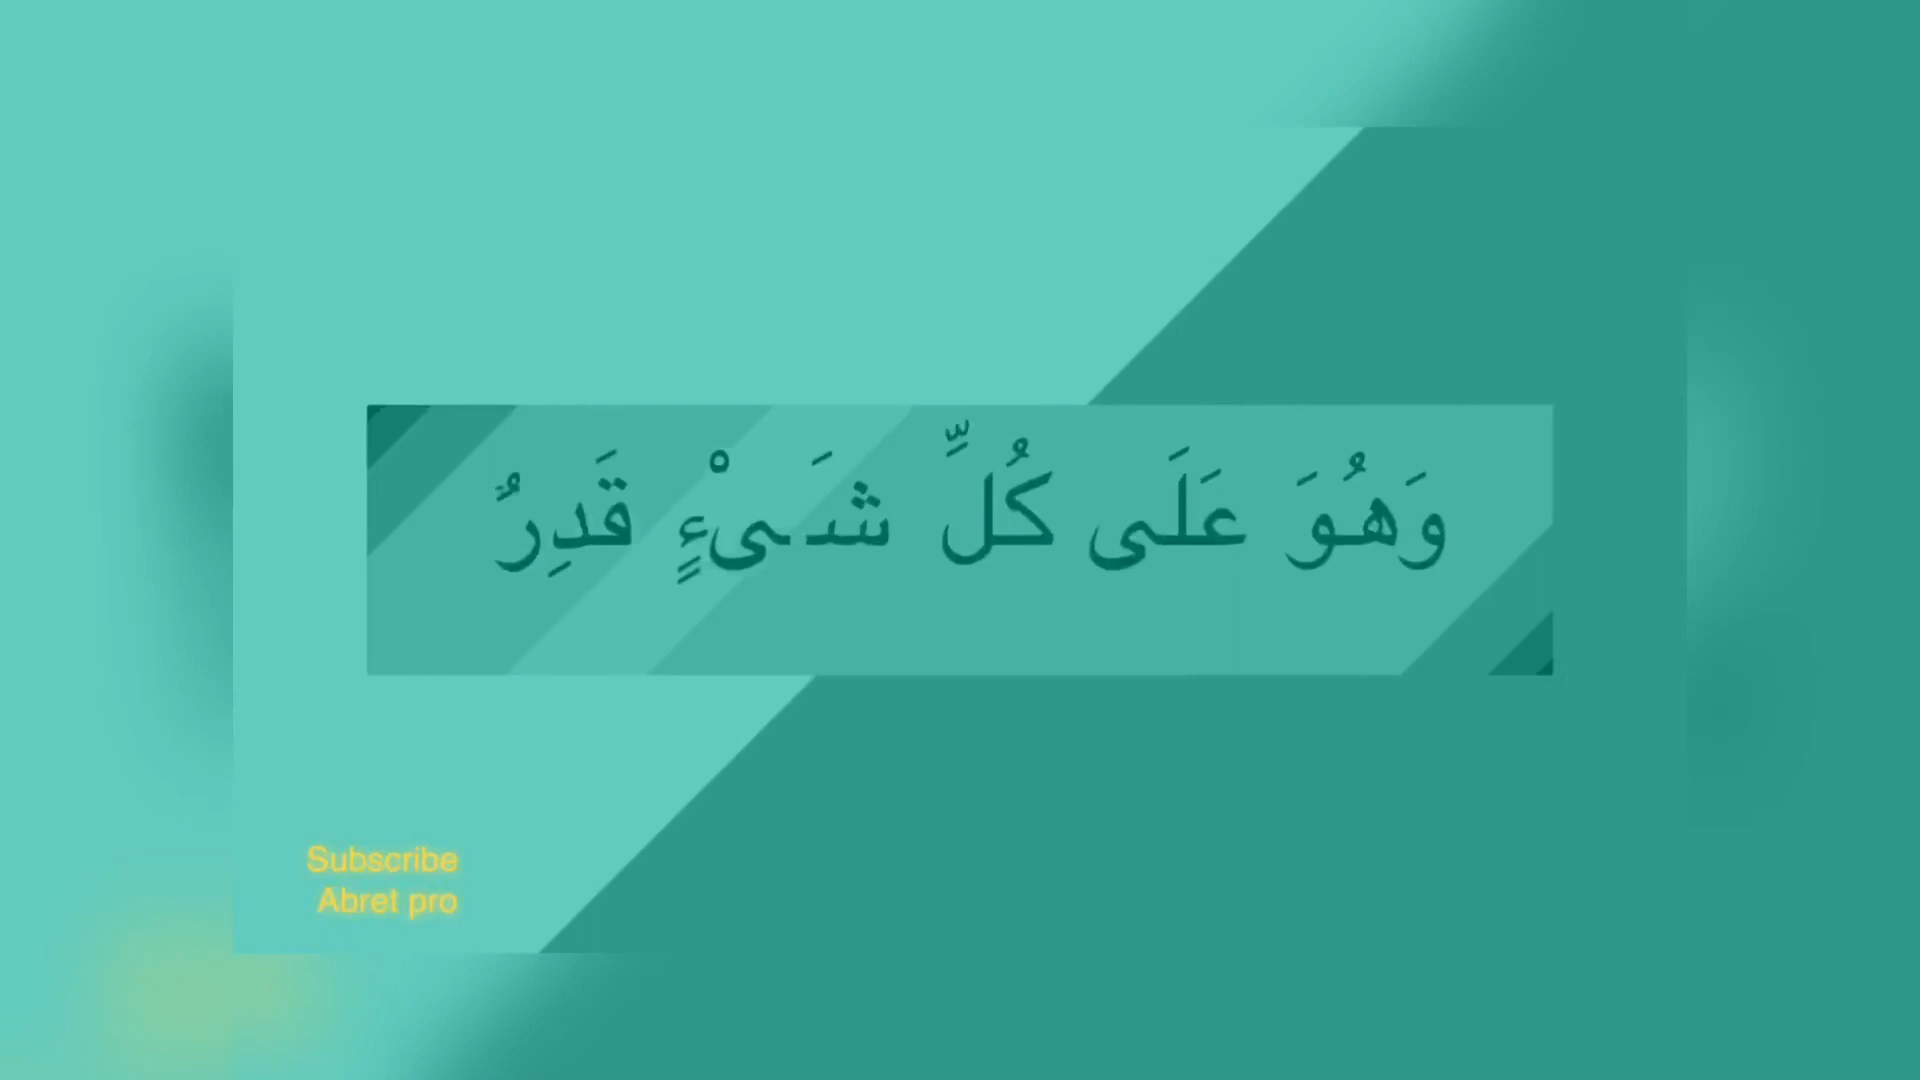 وَهُوَ عَلَى كُلِّ شَىْءٍ قَدِرٌ
Subscribe
Abret pro